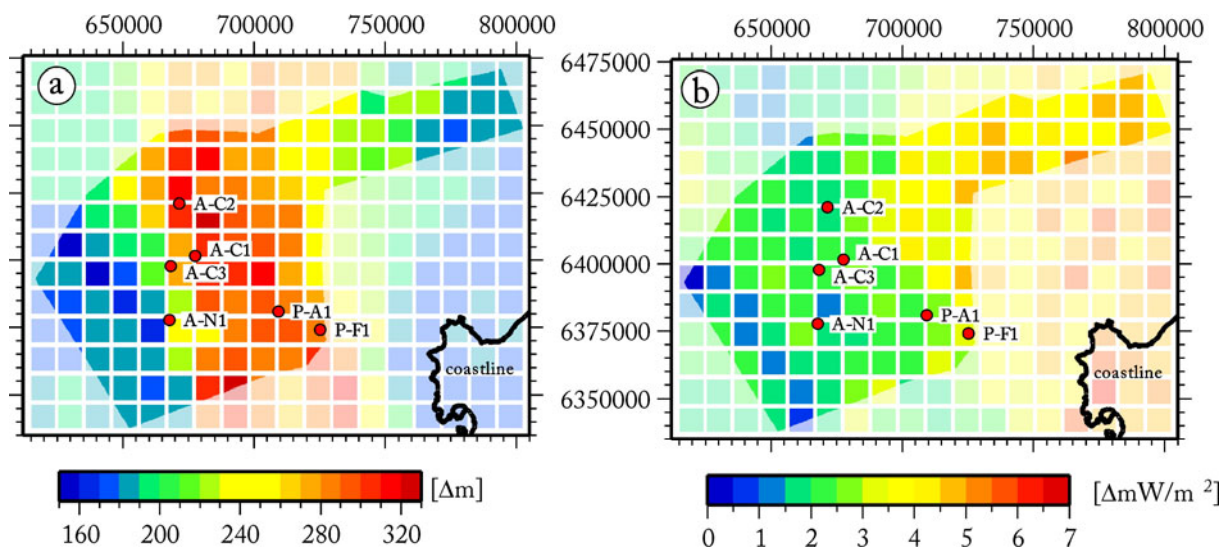 650000 700000 750000 800000
650000 700000 750000 800000
a
A-C2
A-C1
A-C3
A-N1
P-A1
P-F1
coastline
160 200 240 280 320
[Δm]
b
6475000
6450000
6425000
6400000
6375000
6350000
A-C2
A-C1
A-C3
A-N1
P-A1
P-F1
coastline
0 1 2 3 4 5 6 7
[ΔmW/m ²]